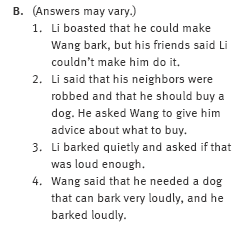 B. (Answers may vary.)
1. Li boasted that he could make
Wang bark, but his friends said Li
couldn't make him do it.
2. Li said that his neighbors were
robbed and that he should buy a
dog. He asked Wang to give him
advice about what to buy.
3. Li barked quietly and asked if that
was loud enough.
4. Wang said that he needed a dog
that can bark very loudly, and he
barked loudly.